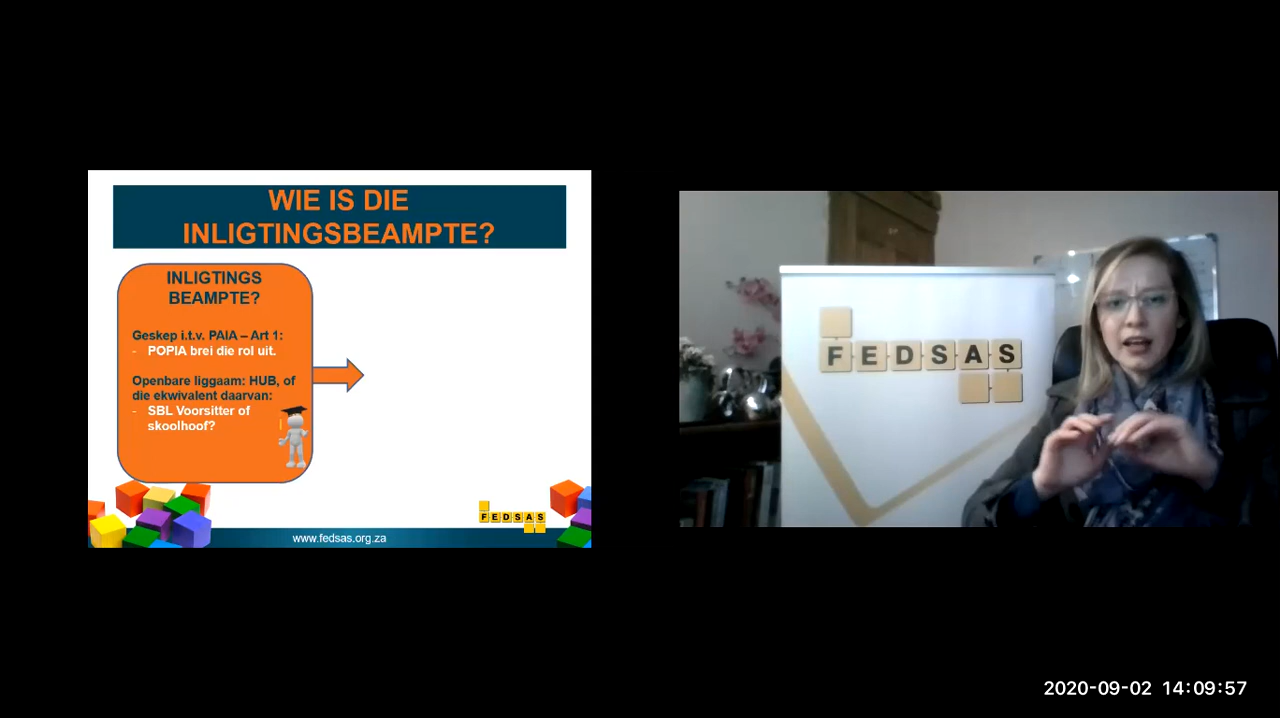 WIE IS DIE
INLIGTINGSBEAMPTE?
INLIGTINGS
BEAMPTE?
Geskep i.t.v. PAIA – Art 1:
- POPIA brei die rol uit.
Openbare liggaam: HUB, of
die ekwivalent daarvan:
- SBL Voorsitter of
skoolhoof?
FEDSAS
www.fedsas.org.za
FEDSAS
2020-09-02 14:09:57